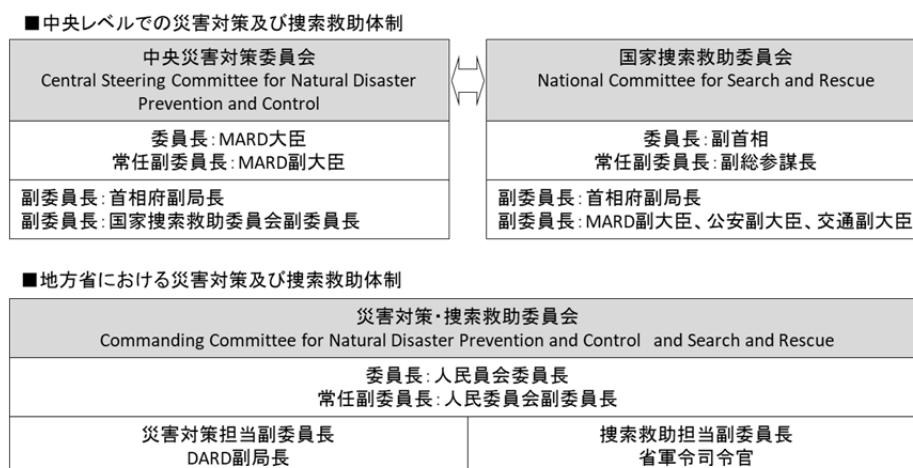 ■中央レベルでの災害対策及び捜索救助体制
中央災害対策委員会
Central Steering Committee for Natural Disaster
Prevention and Control
委員長:MARD大臣
常任副委員長:MARD副大臣
副委員長:首相府副局長
副委員長:国家捜索救助委員会副委員長
国家捜索救助委員会
National Committee for Search and Rescue
委員長:副首相
常任副委員長:副総参謀長
副委員長:首相府副局長
副委員長:MARD副大臣、公安副大臣、交通副大臣
■地方省における災害対策及び捜索救助体制
災害対策・捜索救助委員会
Commanding Committee for Natural Disaster Prevention and Control and Search and Rescue
委員長:人民員会委員長
常任副委員長:人民委員会副委員長
災害対策担当副委員長
DARD副局長
捜索救助担当副委員長
省軍令司令官